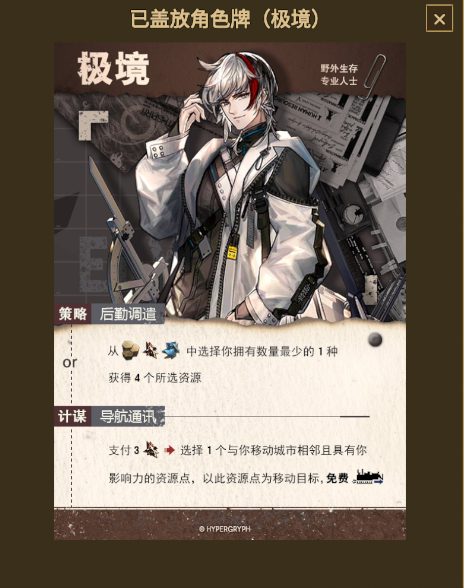 已盖放角色牌（极境）
极境
野外生存
专业人士
策略 后勤调遣
从 中选择你拥有数量最少的 1 种
or
获得 4 个所选资源
计谋 导航通讯
支付 3 选择 1 个与你移动城市相邻且具有你
影响力的资源点，以此资源点为移动目标，免费
© HYPERGRYPH